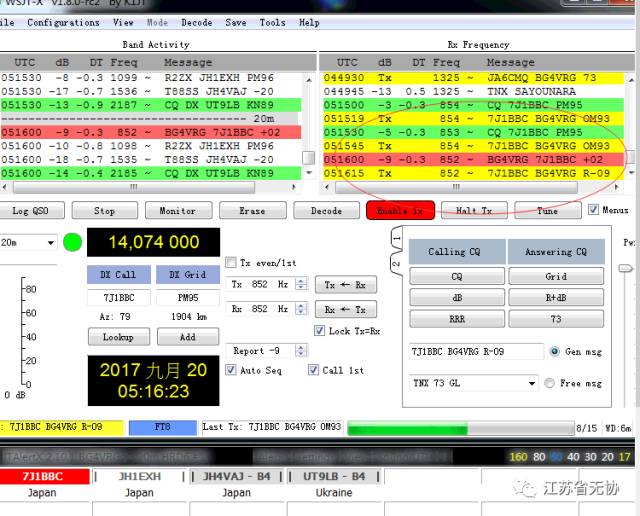 WSJT-X v1.8.0-rc2 by K1JT
File Configurations View Mode Decode Save Tools Help
Band Activity
UTC dB DT Freq Message
051530 -8 -0.3 1099 ~ R2ZX JH1EXH PM96
051530 -17 -0.7 1536 ~ T88SS JH4VAJ -20
051530 -13 -0.9 2187 ~ CQ DX UT9LB KN89
20m
051600 -9 -0.3 852 ~ BG4VRG 7J1BBC +02
051600 -10 -0.8 1098 ~ R2ZX JH1EXH PM96
051600 -18 -0.7 1535 ~ T88SS JH4VAJ -20
051600 -14 -0.4 2185 ~ CQ DX UT9LB KN89
Rx Frequency
UTC dB DT Freq Message
044930 Tx 1325 ~ JA6CMQ BG4VRG 73
044945 -13 0.5 1325 ~ TNX SAYOUNARA
051500 -3 -0.3 854 ~ CQ 7J1BBC PM95
051519 Tx 854 ~ 7J1BBC BG4VRG OM93
051530 -5 -0.3 853 ~ CQ 7J1BBC PM95
051545 Tx 854 ~ 7J1BBC BG4VRG OM93
051600 -9 -0.3 852 ~ BG4VRG 7J1BBC +02
051615 Tx 852 ~ 7J1BBC BG4VRG R-09
Log QSO Stop Monitor Erase Decode Enable Tx Halt Tx Tune Menus
20m 14,074 000
DX Call DX Grid
7J1BBC PM95
Az: 79 1904 km
Lookup Add
2017 九月 20
05:16:23
Tx even/1st
Tx 852 Hz Tx ← Rx
Rx 852 Hz Rx ← Tx
Lock Tx=Rx
Report -9
Auto Seq Call 1st
-80
-60
-40
-20
-0
0 dB
1
2
Calling CQ Answering CQ
CQ Grid
dB R+dB
RRR 73
7J1BBC BG4VRG R-09 Gen msg
TNX 73 GL Free msg
Pwr
: 7J1BBC BG4VRG R-09 FT8 Last Tx: 7J1BBC BG4VRG OM93 8/15 WD:6m
160 80 60 40 30 20 17
7J1BBC JH1EXH JH4VAJ - B4 UT9LB - B4
Japan Japan Japan Ukraine
江苏省无协